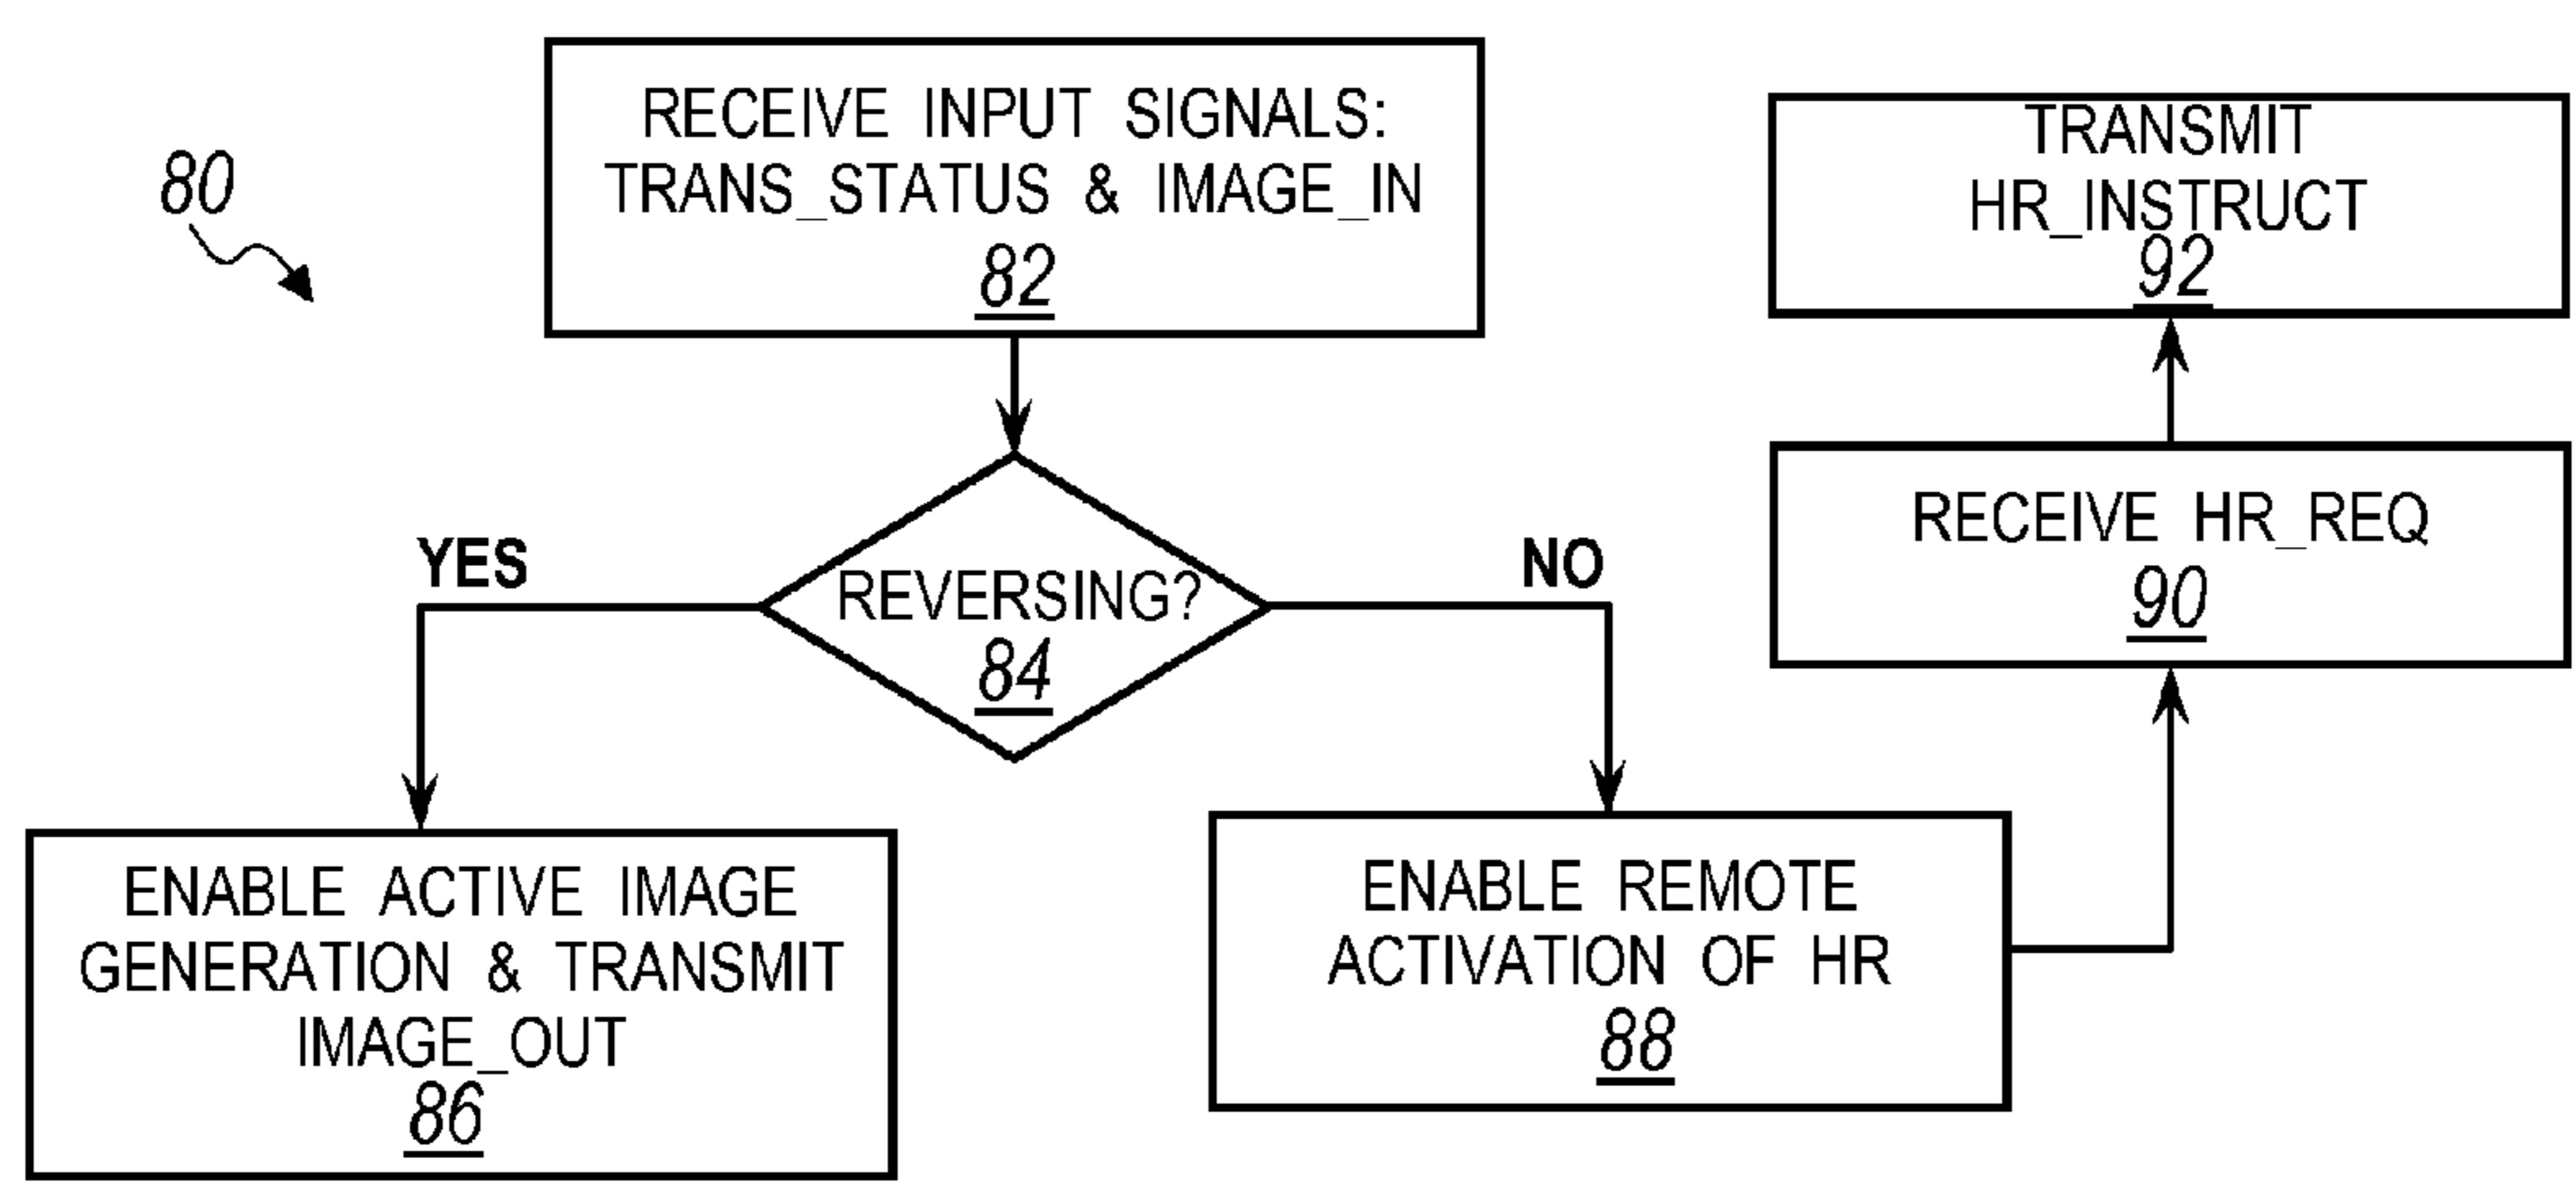 80
RECEIVE INPUT SIGNALS:
TRANS_STATUS & IMAGE_IN
82
REVERSING?
84
YES
NO
ENABLE ACTIVE IMAGE
GENERATION & TRANSMIT
IMAGE_OUT
86
ENABLE REMOTE
ACTIVATION OF HR
88
RECEIVE HR_REQ
90
TRANSMIT
HR_INSTRUCT
92